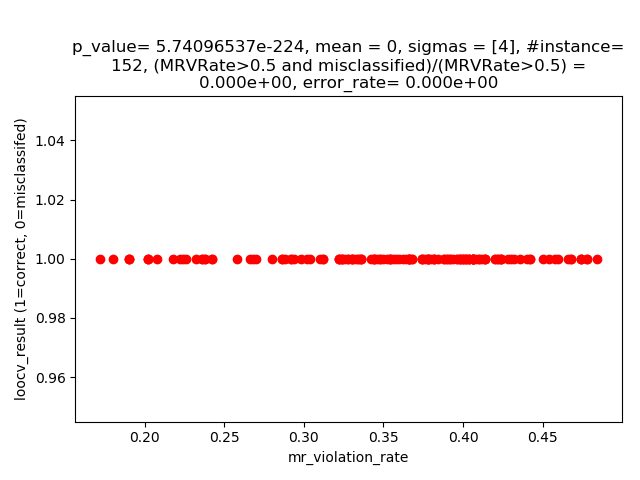 p_value= 5.74096537e-224, mean = 0, sigmas = [4], #instance=
152, (MRVRate>0.5 and misclassified)/(MRVRate>0.5) =
0.000e+00, error_rate= 0.000e+00
loocv_result (1=correct, 0=misclassifed)
1.04
1.02
1.00
0.98
0.96
0.20 0.25 0.30 0.35 0.40 0.45
mr_violation_rate